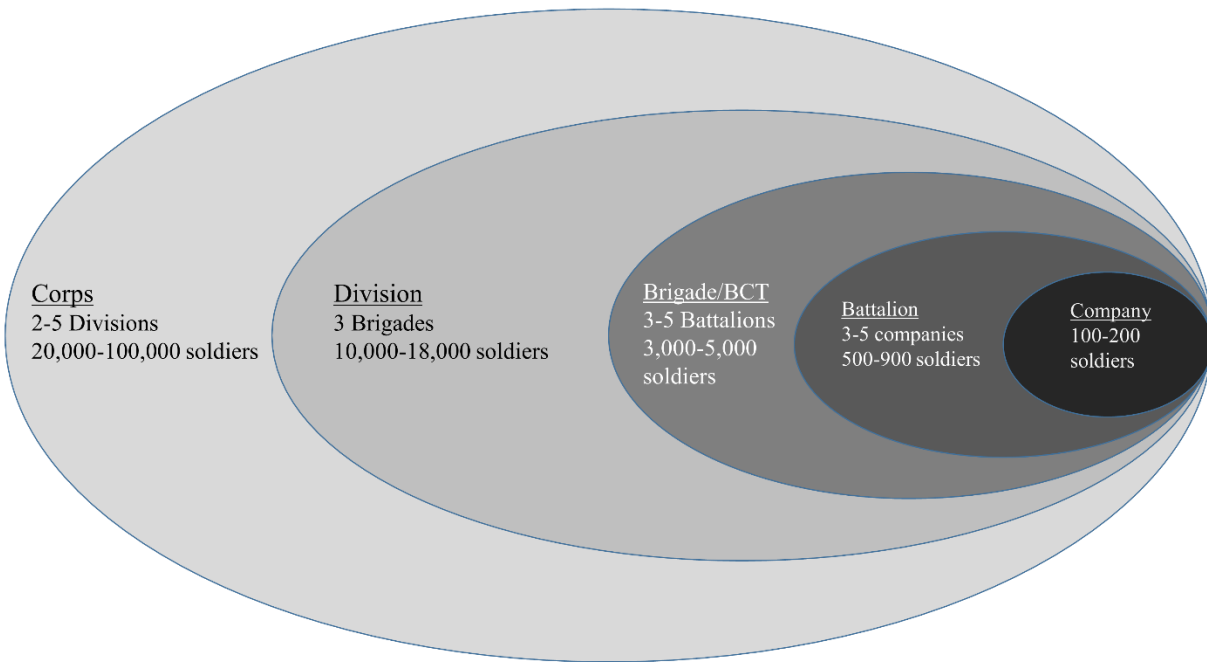 Corps
2-5 Divisions
20,000-100,000 soldiers
Division
3 Brigades
10,000-18,000 soldiers
Brigade/BCT
3-5 Battalions
3,000-5,000
soldiers
Battalion
3-5 companies
500-900 soldiers
Company
100-200
soldiers